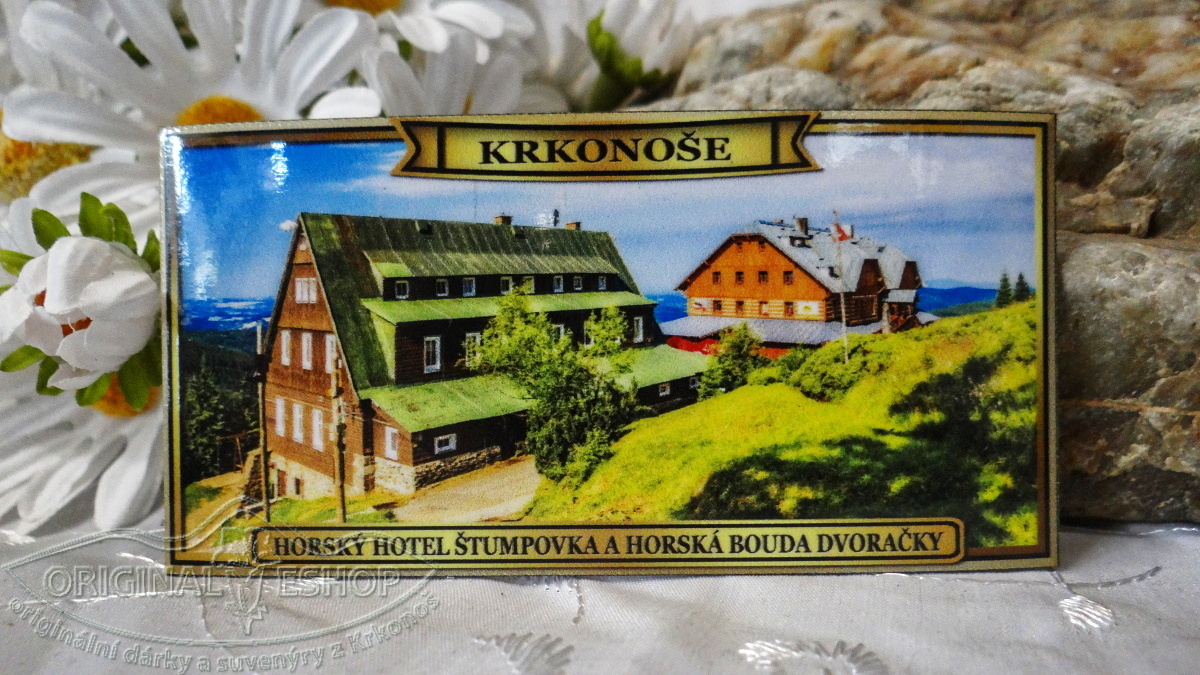 KRKONOŠE
HORSKÝ HOTEL ŠTUMPOVKA A HORSKÁ BOUDA DVORAČKY
ORIGINAL ESHOP
originální dárky a suvenýry z Krkonoš